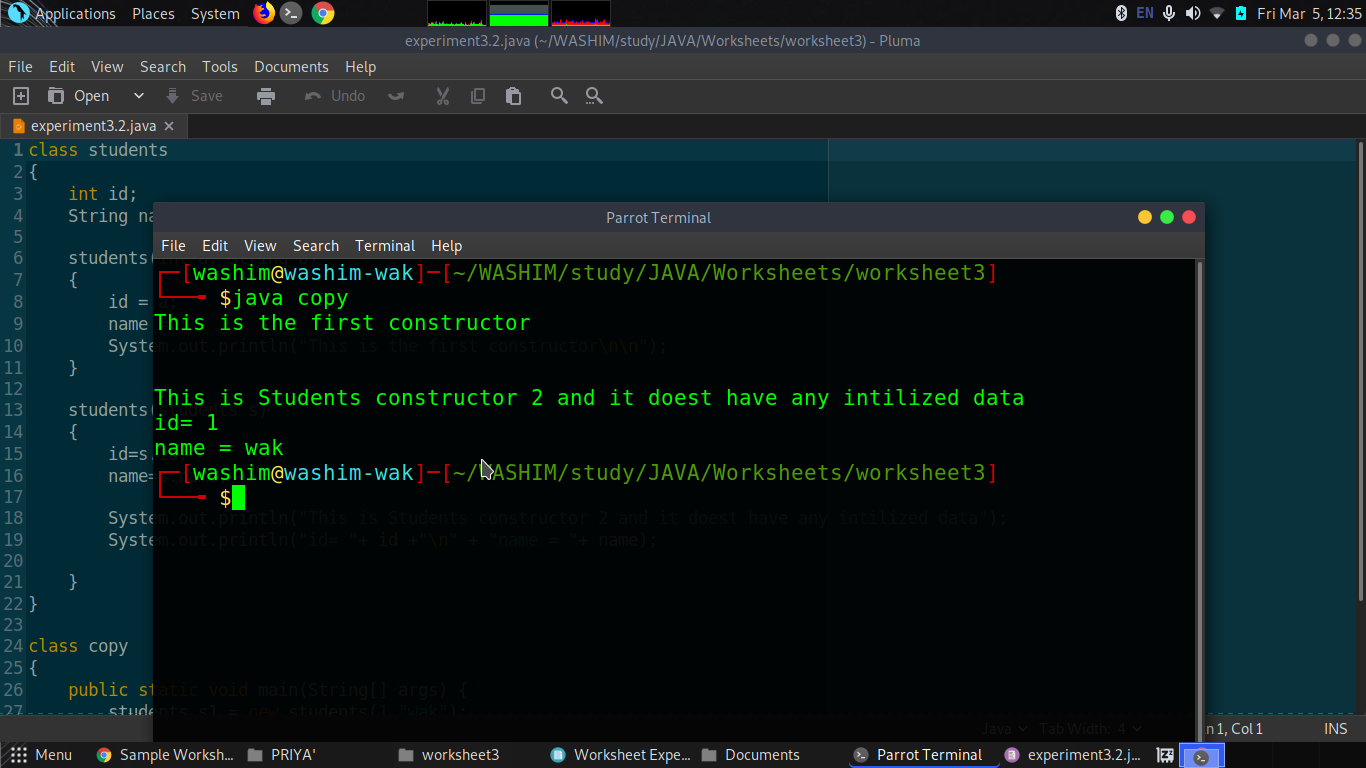 Applications Places System EN Fri Mar 5, 12:35
experiment3.2.java (~/WASHIM/study/JAVA/Worksheets/worksheet3) - Pluma
File Edit View Search Tools Documents Help
Open Save Undo
experiment3.2.java
1 class students
2 {
3 int id;
4 String na
5
6 students(
7 {
8 id =
9 name
10 System.out.println("This is the first constructor\n\n");
11 }
12
13 students(
14 {
15 id=s.
16 name=
17
18 System.out.println("This is Students constructor 2 and it doest have any intilized data");
19 System.out.println("id= "+ id +"\n" + "name = "+ name);
20
21 }
22 }
23
24 class copy
25 {
26 public static void main(String[] args) {
27 students s1 = new students(1,"wak");
Parrot Terminal
File Edit View Search Terminal Help
[washim@washim-wak]─[~/WASHIM/study/JAVA/Worksheets/worksheet3]
$java copy
This is the first constructor
This is Students constructor 2 and it doest have any intilized data
id= 1
name = wak
[washim@washim-wak]─[~/WASHIM/study/JAVA/Worksheets/worksheet3]
$
Java Tab Width: 4 n 1, Col 1 INS
Menu Sample Worksh... PRIYA' worksheet3 Worksheet Expe... Documents Parrot Terminal experiment3.2.j...